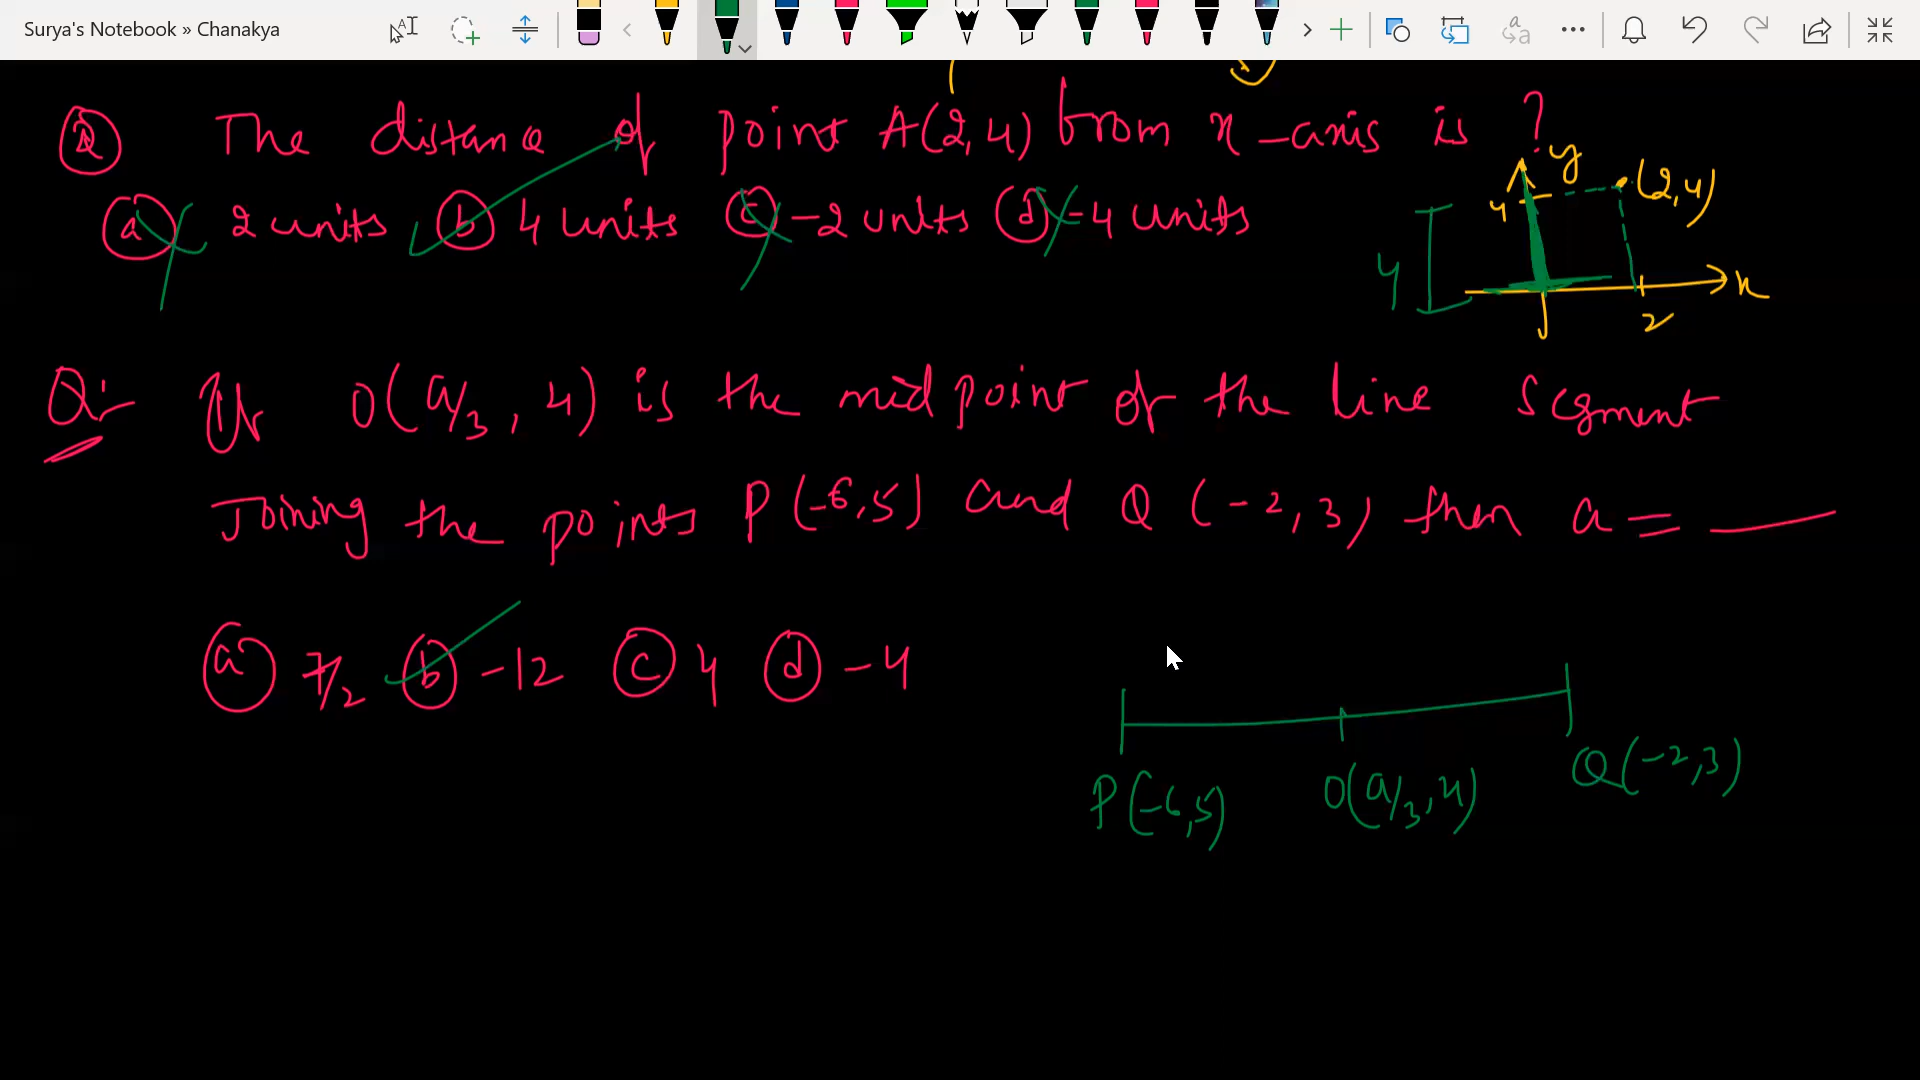 Surya's Notebook » Chanakya
Q The distance of point A(2,4) from x-axis is ?
a 2 units b 4 units c -2 units d -4 units
y
4
(2,4)
4
x
2
Q:- If O(a/3, 4) is the mid point of the line segment
Joining the points P(-6,5) and Q(-2,3) then a = ___
a 7/2 b -12 c 4 d -4
P(-6,5) O(a/3,4) Q(-2,3)